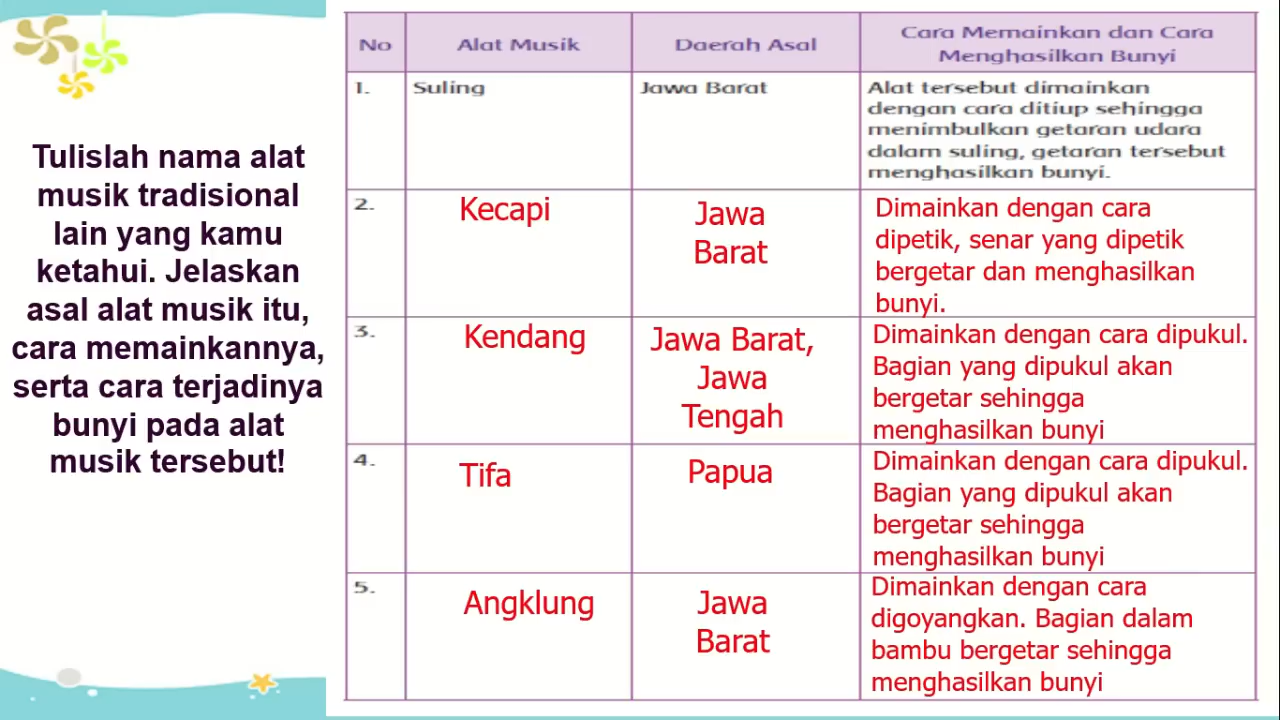 Tulislah nama alat
musik tradisional
lain yang kamu
ketahui. Jelaskan
asal alat musik itu,
cara memainkannya,
serta cara terjadinya
bunyi pada alat
musik tersebut!
No
Alat Musik
Daerah Asal
Cara Memainkan dan Cara
Menghasilkan Bunyi
1.
Suling
Jawa Barat
Alat tersebut dimainkan
dengan cara ditiup sehingga
menimbulkan getaran udara
dalam suling, getaran tersebut
menghasilkan bunyi.
2.
Kecapi
Jawa
Barat
Dimainkan dengan cara
dipetik, senar yang dipetik
bergetar dan menghasilkan
bunyi.
3.
Kendang
Jawa Barat,
Jawa
Tengah
Dimainkan dengan cara dipukul.
Bagian yang dipukul akan
bergetar sehingga
menghasilkan bunyi
4.
Tifa
Papua
Dimainkan dengan cara dipukul.
Bagian yang dipukul akan
bergetar sehingga
menghasilkan bunyi
5.
Angklung
Jawa
Barat
Dimainkan dengan cara
digoyangkan. Bagian dalam
bambu bergetar sehingga
menghasilkan bunyi